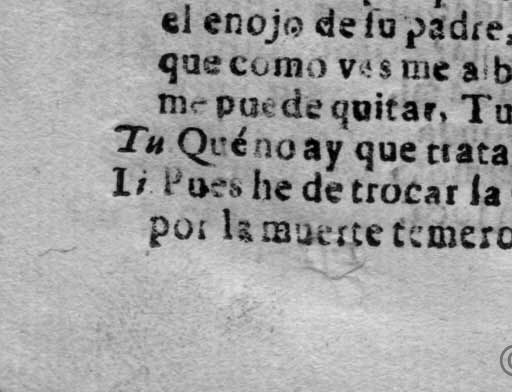 el enojo de su padre,
que como ves me alb
me puede quitar, Tu
Tu Qué no ay que trata
Li. Pues he de trocar la
por la muerte temero
©